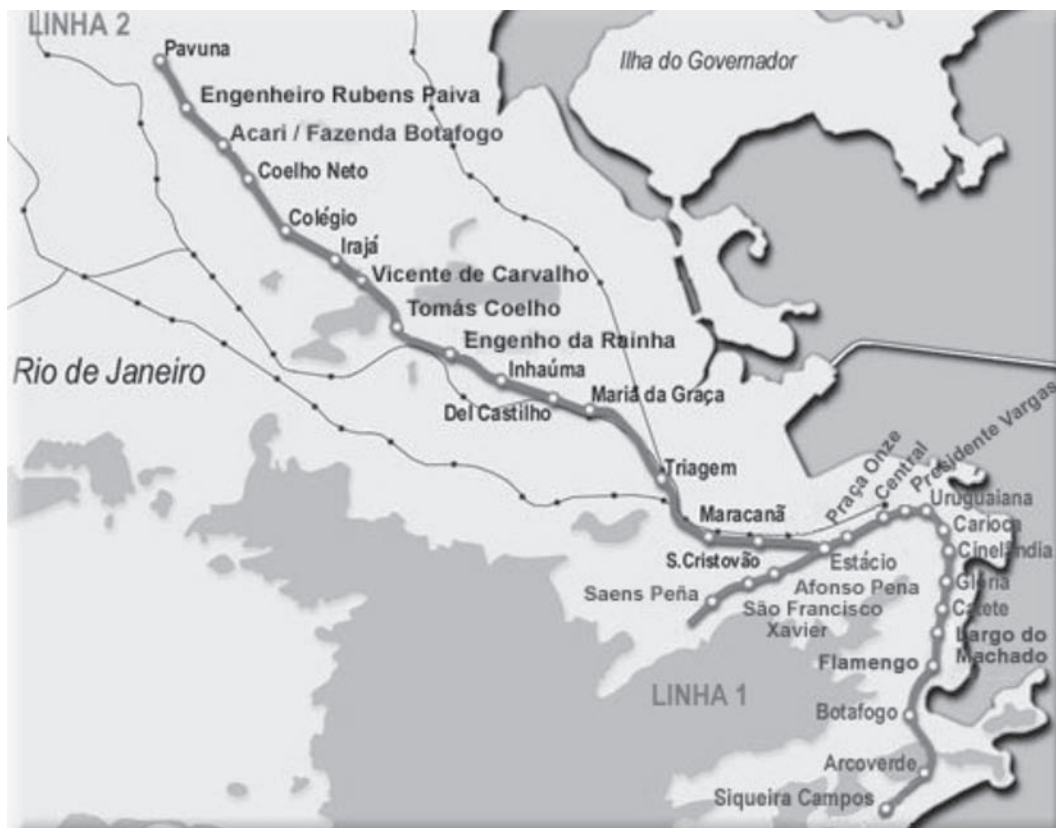 LINHA 2
Pavuna
Ilha do Governador
Engenheiro Rubens Paiva
Acari / Fazenda Botafogo
Coelho Neto
Colégio
Irajá
Vicente de Carvalho
Tomás Coelho
Engenho da Rainha
Rio de Janeiro
Inhaúma
Maria da Graça
Del Castilho
Triagem
Praça Onze
Central
Presidente Vargas
Uruguaiana
Maracanã
Carioca
S.Cristovão
Estácio
Cinelândia
Saens Peña
Afonso Pena
Glória
São Francisco
Xavier
Catete
Largo do
Machado
Flamengo
LINHA 1
Botafogo
Arcoverde
Siqueira Campos